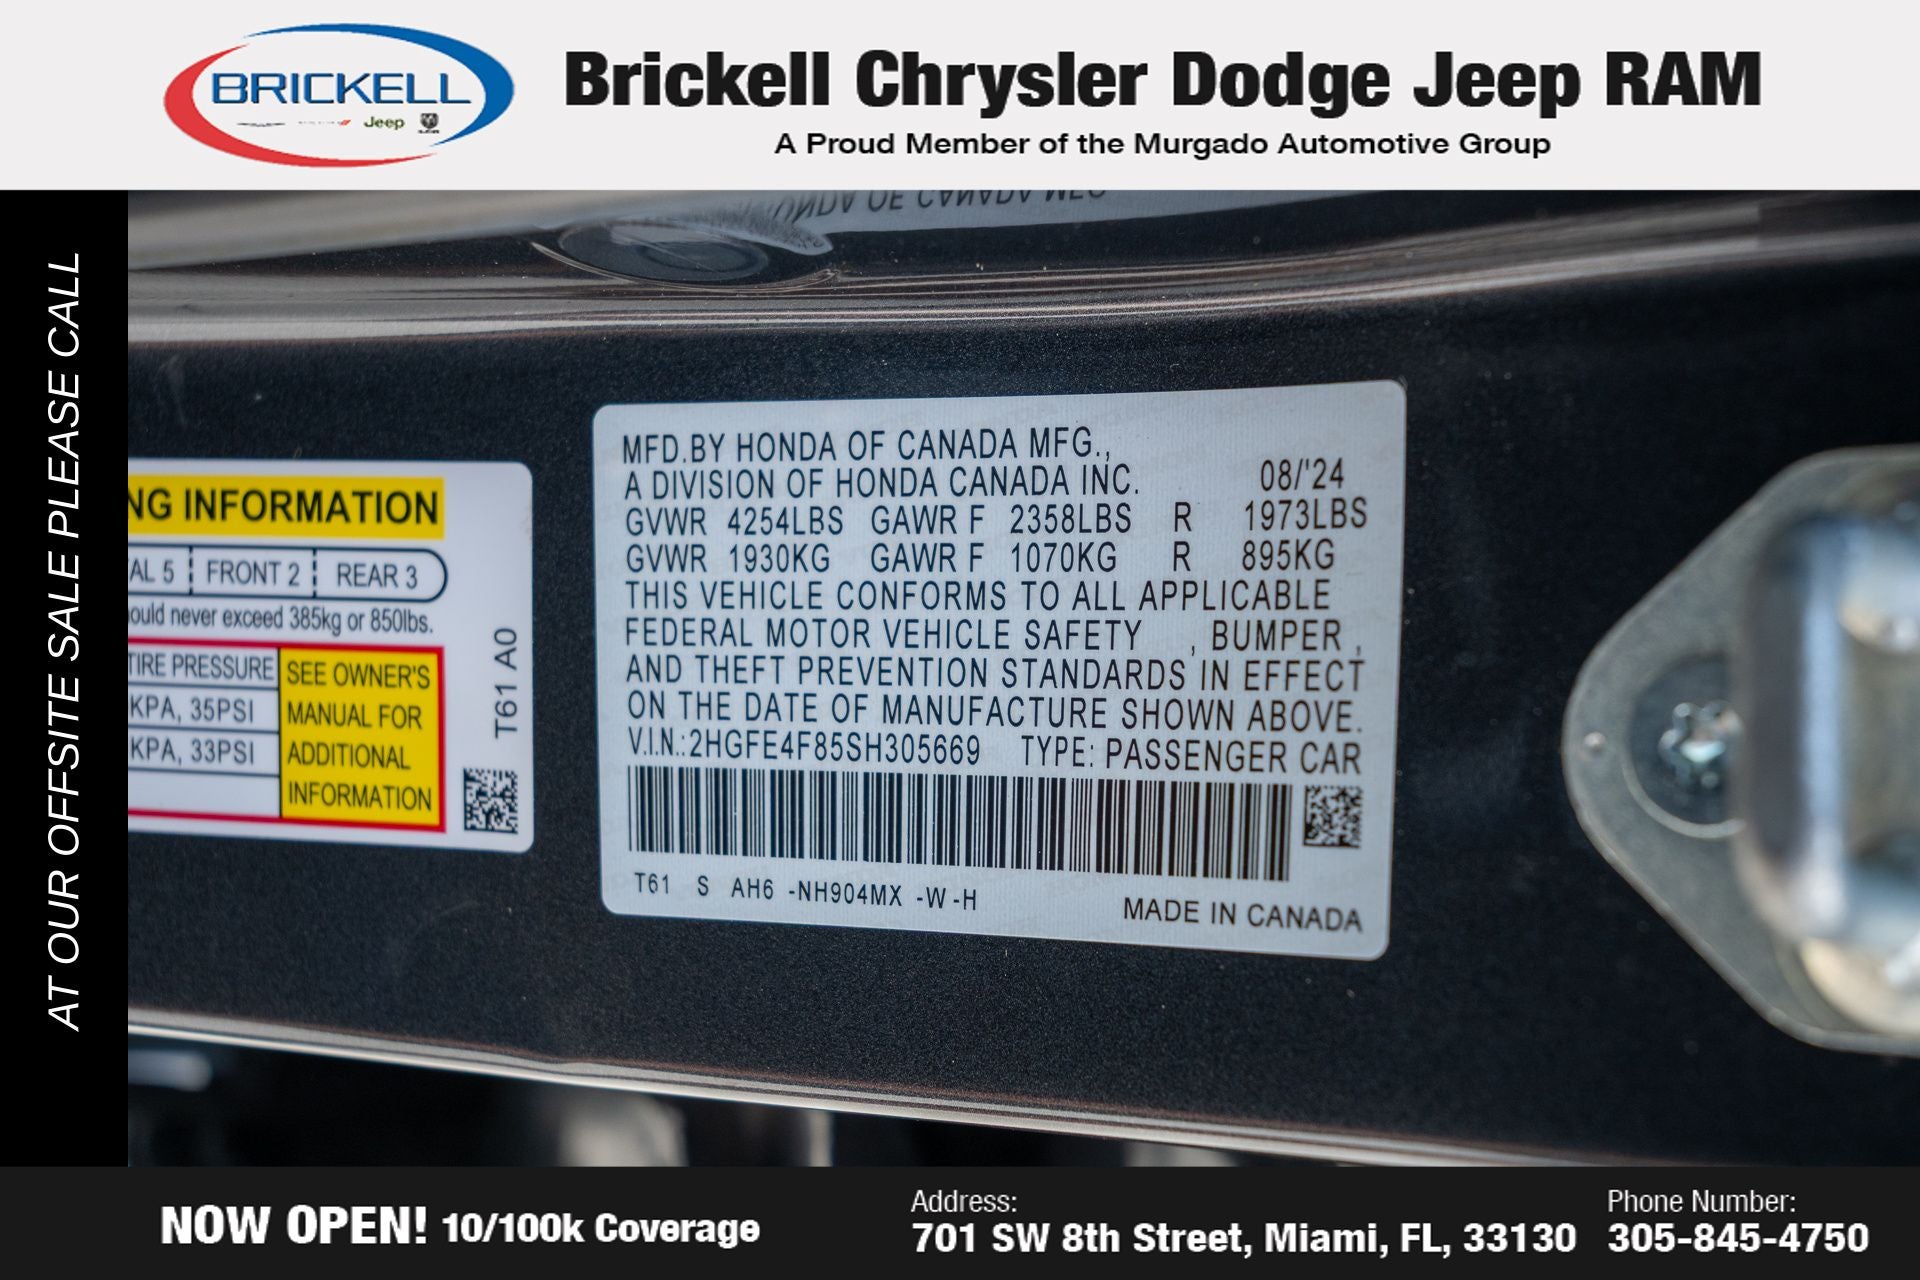 BRICKELL
Jeep
Brickell Chrysler Dodge Jeep RAM
A Proud Member of the Murgado Automotive Group
AT OUR OFFSITE SALE PLEASE CALL
NG INFORMATION
AL 5 FRONT 2 REAR 3
ould never exceed 385kg or 850lbs.
TIRE PRESSURE
KPA, 35PSI
KPA, 33PSI
SEE OWNER'S
MANUAL FOR
ADDITIONAL
INFORMATION
T61 A0
MFD.BY HONDA OF CANADA MFG.,
A DIVISION OF HONDA CANADA INC. 08/'24
GVWR 4254LBS GAWR F 2358LBS R 1973LBS
GVWR 1930KG GAWR F 1070KG R 895KG
THIS VEHICLE CONFORMS TO ALL APPLICABLE
FEDERAL MOTOR VEHICLE SAFETY , BUMPER ,
AND THEFT PREVENTION STANDARDS IN EFFECT
ON THE DATE OF MANUFACTURE SHOWN ABOVE.
V.I.N.:2HGFE4F85SH305669 TYPE: PASSENGER CAR
T61 S AH6 -NH904MX -W-H
MADE IN CANADA
NOW OPEN! 10/100k Coverage
Address:
701 SW 8th Street, Miami, FL, 33130
Phone Number:
305-845-4750